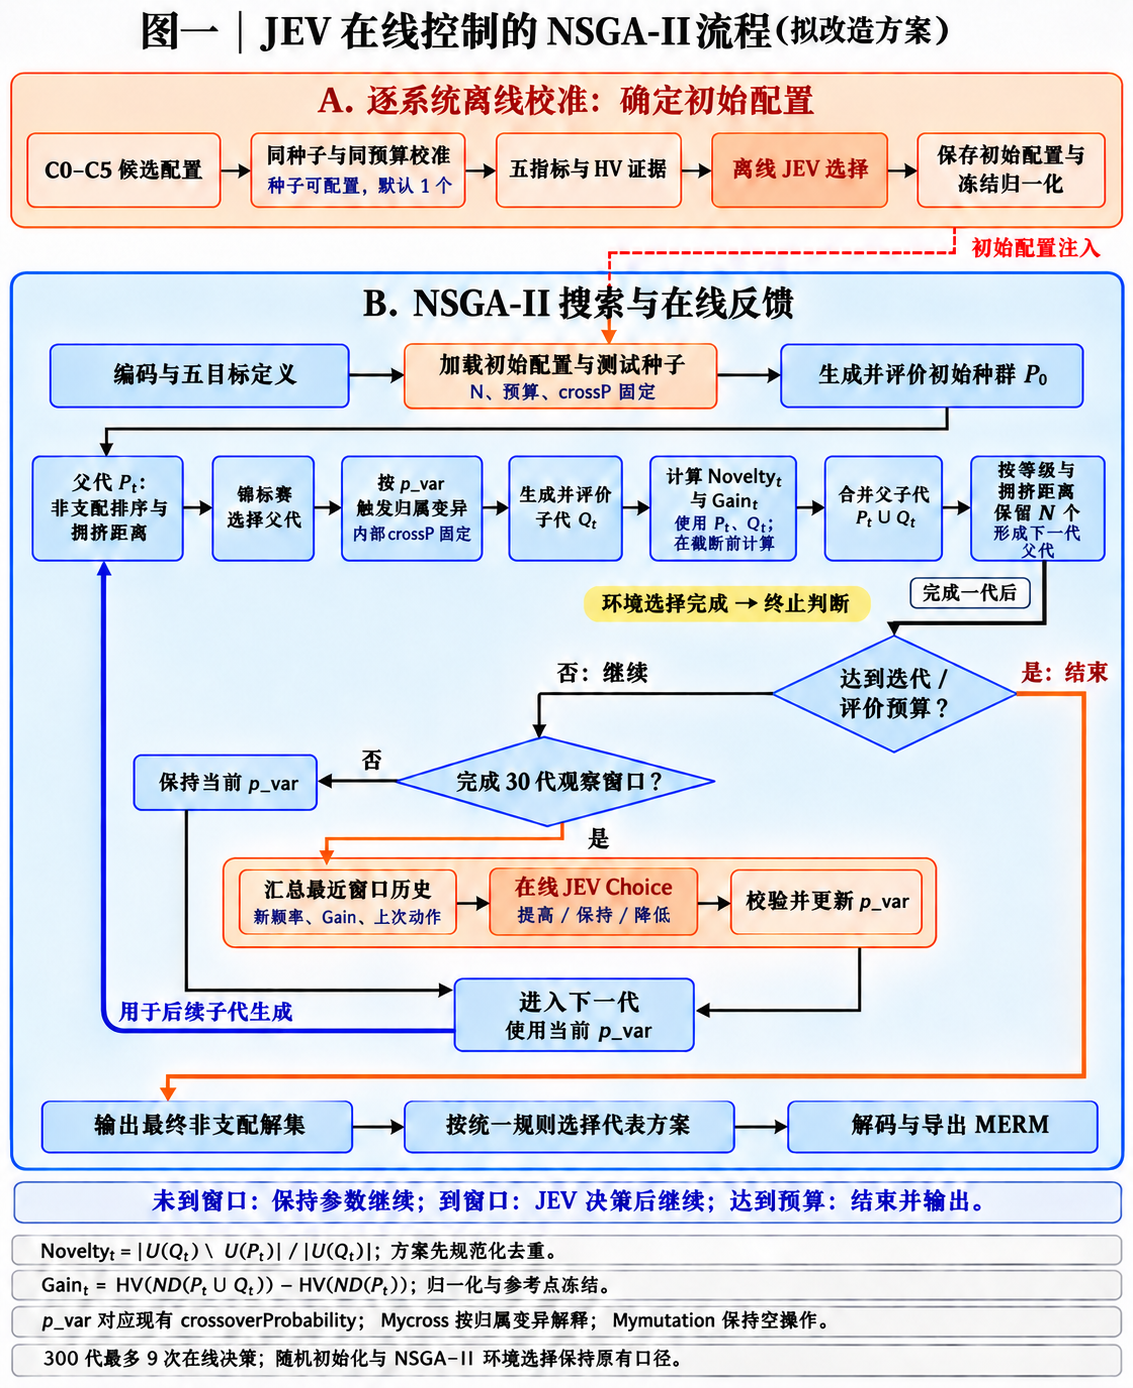 图一｜JEV 在线控制的 NSGA-II 流程(拟改造方案)
A. 逐系统离线校准：确定初始配置
C0–C5 候选配置
同种子与同预算校准
种子可配置，默认 1 个
五指标与 HV 证据
离线 JEV 选择
保存初始配置与
冻结归一化
初始配置注入
B. NSGA-II 搜索与在线反馈
编码与五目标定义
加载初始配置与测试种子
N、预算、crossP 固定
生成并评价初始种群 P₀
父代 Pₜ：
非支配排序与
拥挤距离
锦标赛
选择父代
按 p_var
触发归属变异
内部 crossP 固定
生成并评价
子代 Qₜ
计算 Noveltyₜ
与 Gainₜ
使用 Pₜ、Qₜ；
在截断前计算
合并父子代
Pₜ ∪ Qₜ
按等级与
拥挤距离
保留 N 个
形成下一代
父代
环境选择完成 → 终止判断
完成一代后
达到迭代 /
评价预算？
是：结束
否：继续
完成 30 代观察窗口？
否
保持当前 p_var
是
汇总最近窗口历史
新颖率、Gain、上次动作
在线 JEV Choice
提高 / 保持 / 降低
校验并更新 p_var
进入下一代
使用当前 p_var
用于后续子代生成
输出最终非支配解集
按统一规则选择代表方案
解码与导出 MERM
未到窗口：保持参数继续；到窗口：JEV 决策后继续；达到预算：结束并输出。
Noveltyₜ = |U(Qₜ) \ U(Pₜ)| / |U(Qₜ)|；方案先规范化去重。
Gainₜ = HV(ND(Pₜ ∪ Qₜ)) − HV(ND(Pₜ))；归一化与参考点冻结。
p_var 对应现有 crossoverProbability； Mycross 按归属变异解释； Mymutation 保持空操作。
300 代最多 9 次在线决策；随机初始化与 NSGA-II 环境选择保持原有口径。